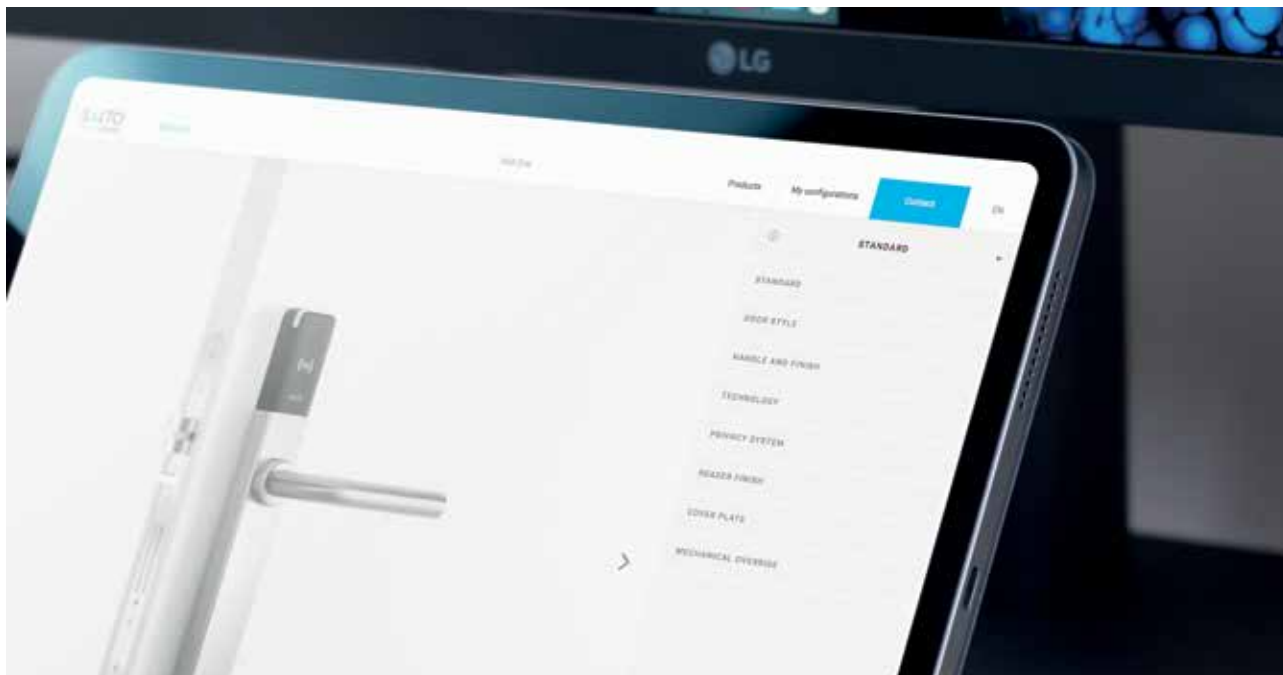 LG
SALTO
Products My configurations Contact EN
STANDARD
STANDARD
DOOR STYLE
HANDLE AND FINISH
TECHNOLOGY
PRIVACY SYSTEM
READER FINISH
COVER PLATE
MECHANICAL OVERRIDE